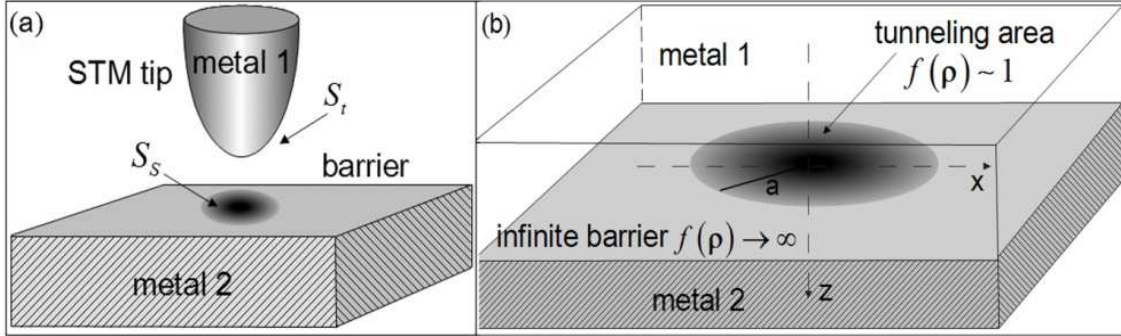 (a)
metal 1
STM tip
S_t
S_S
barrier
metal 2
(b)
metal 1
tunneling area
f(ρ) ~ 1
x
a
infinite barrier f(ρ) → ∞
metal 2
z